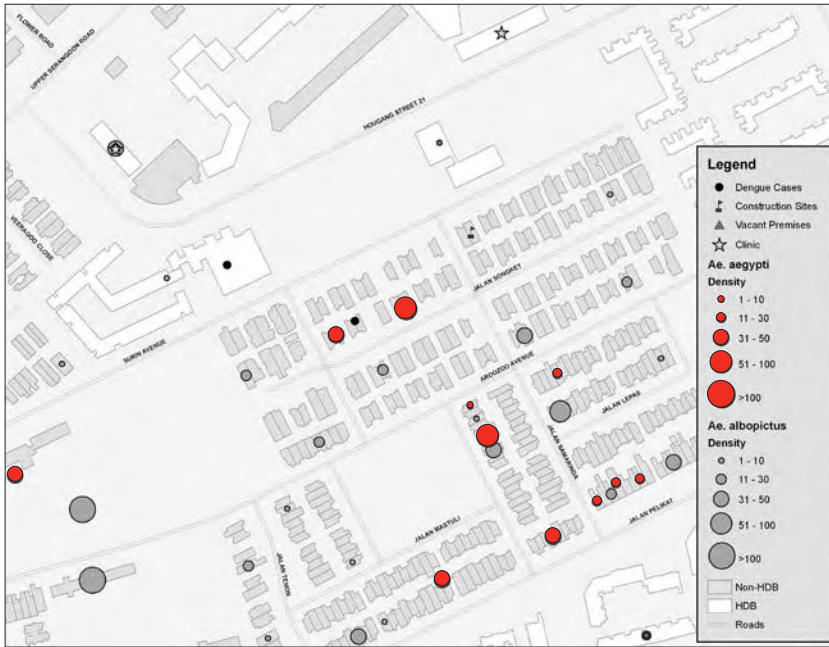 FLOWER ROAD
UPPER SERANGOON ROAD
HOUGANG STREET 21
VEERAGOO CLOSE
JALAN SONGKET
SURIN AVENUE
AROOZOO AVENUE
JALAN LEPAS
JALAN SAMARINDA
JALAN PELIKAT
JALAN MASTULI
JALAN TENON
Legend
Dengue Cases
Construction Sites
Vacant Premises
Clinic
Ae. aegypti
Density
1 - 10
11 - 30
31 - 50
51 - 100
>100
Ae. albopictus
Density
1 - 10
11 - 30
31 - 50
51 - 100
>100
Non-HDB
HDB
Roads